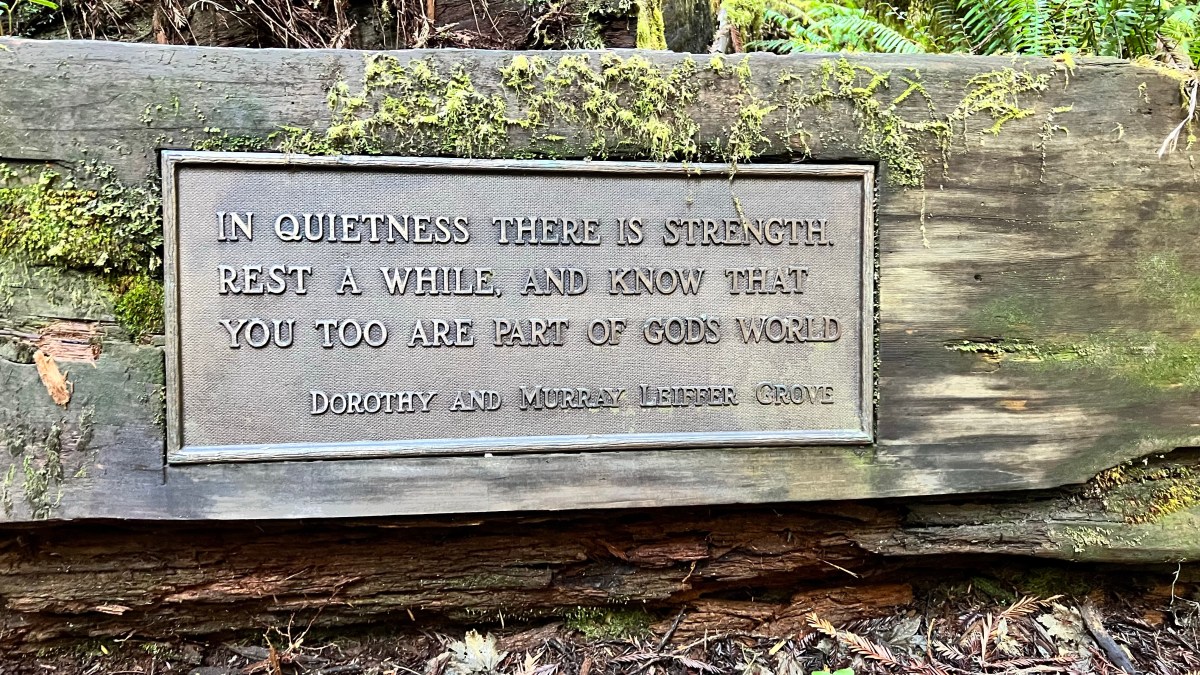 IN QUIETNESS THERE IS STRENGTH.
REST A WHILE, AND KNOW THAT
YOU TOO ARE PART OF GOD'S WORLD
DOROTHY AND MURRAY LEIFFER GROVE